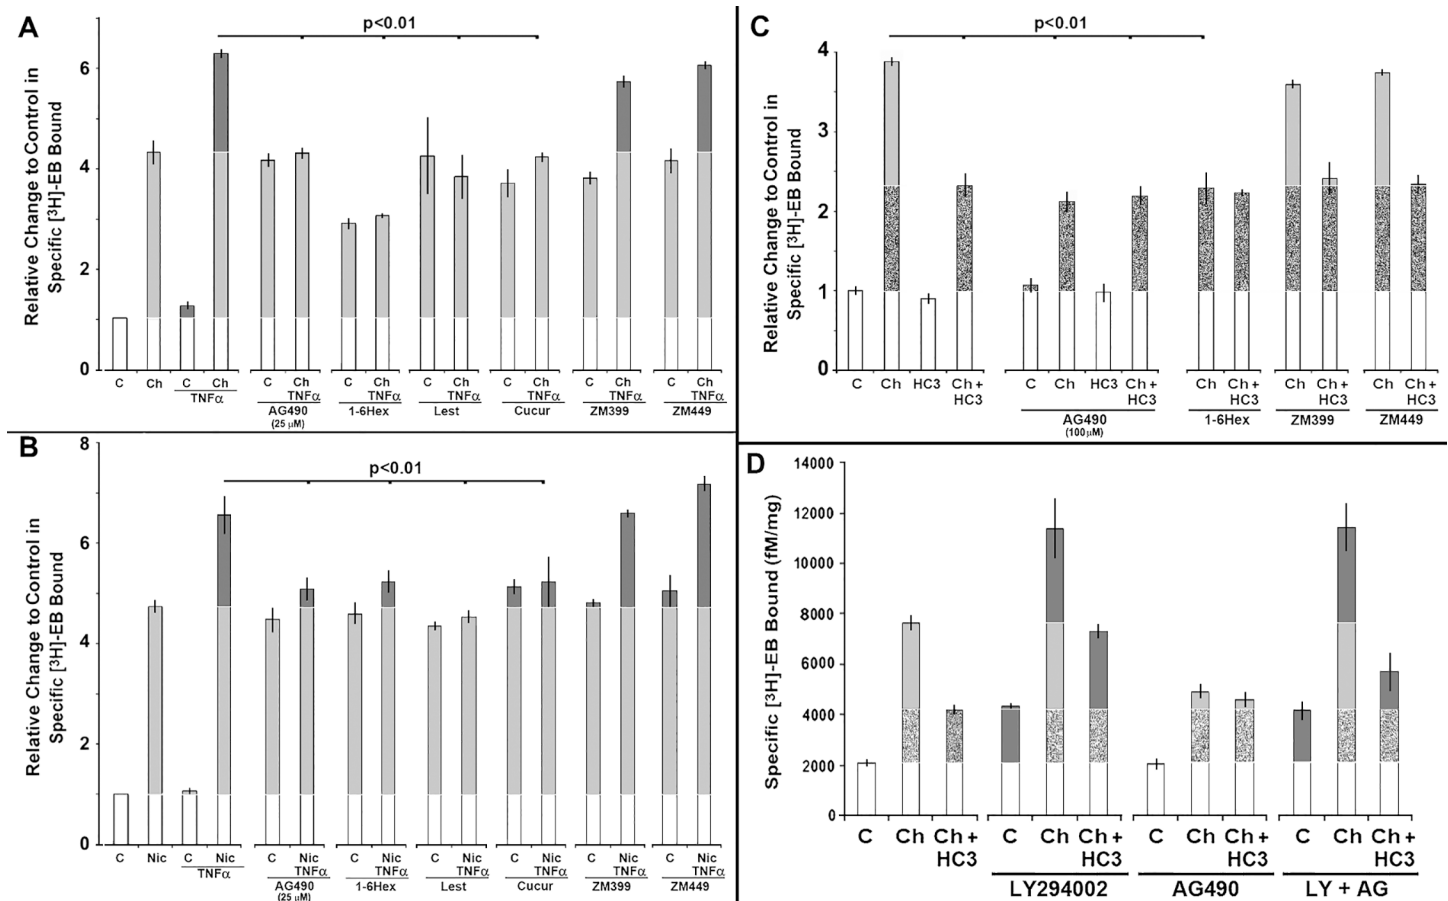 A
p<0.01
Relative Change to Control in
Specific [³H]-EB Bound
6
4
2
0
C Ch C Ch C Ch C Ch C Ch C Ch C Ch C Ch
TNFα TNFα TNFα TNFα TNFα TNFα TNFα
AG490 1-6Hex Lest Cucur ZM399 ZM449
(25 μM)
B
p<0.01
Relative Change to Control in
Specific [³H]-EB Bound
8
6
4
2
0
C Nic C Nic C Nic C Nic C Nic C Nic C Nic C Nic
TNFα TNFα TNFα TNFα TNFα TNFα TNFα
AG490 1-6Hex Lest Cucur ZM399 ZM449
(25 μM)
C
p<0.01
Relative Change to Control in
Specific [³H]-EB Bound
4
3
2
1
0
C Ch HC3 Ch + C Ch HC3 Ch + Ch Ch + Ch Ch + Ch Ch +
HC3 HC3 HC3 HC3 HC3
AG490 1-6Hex ZM399 ZM449
(100 μM)
D
Specific [³H]-EB Bound (fM/mg)
14000
12000
10000
8000
6000
4000
2000
0
C Ch Ch + C Ch Ch + C Ch Ch + C Ch Ch +
HC3 HC3 HC3 HC3
LY294002 AG490 LY + AG